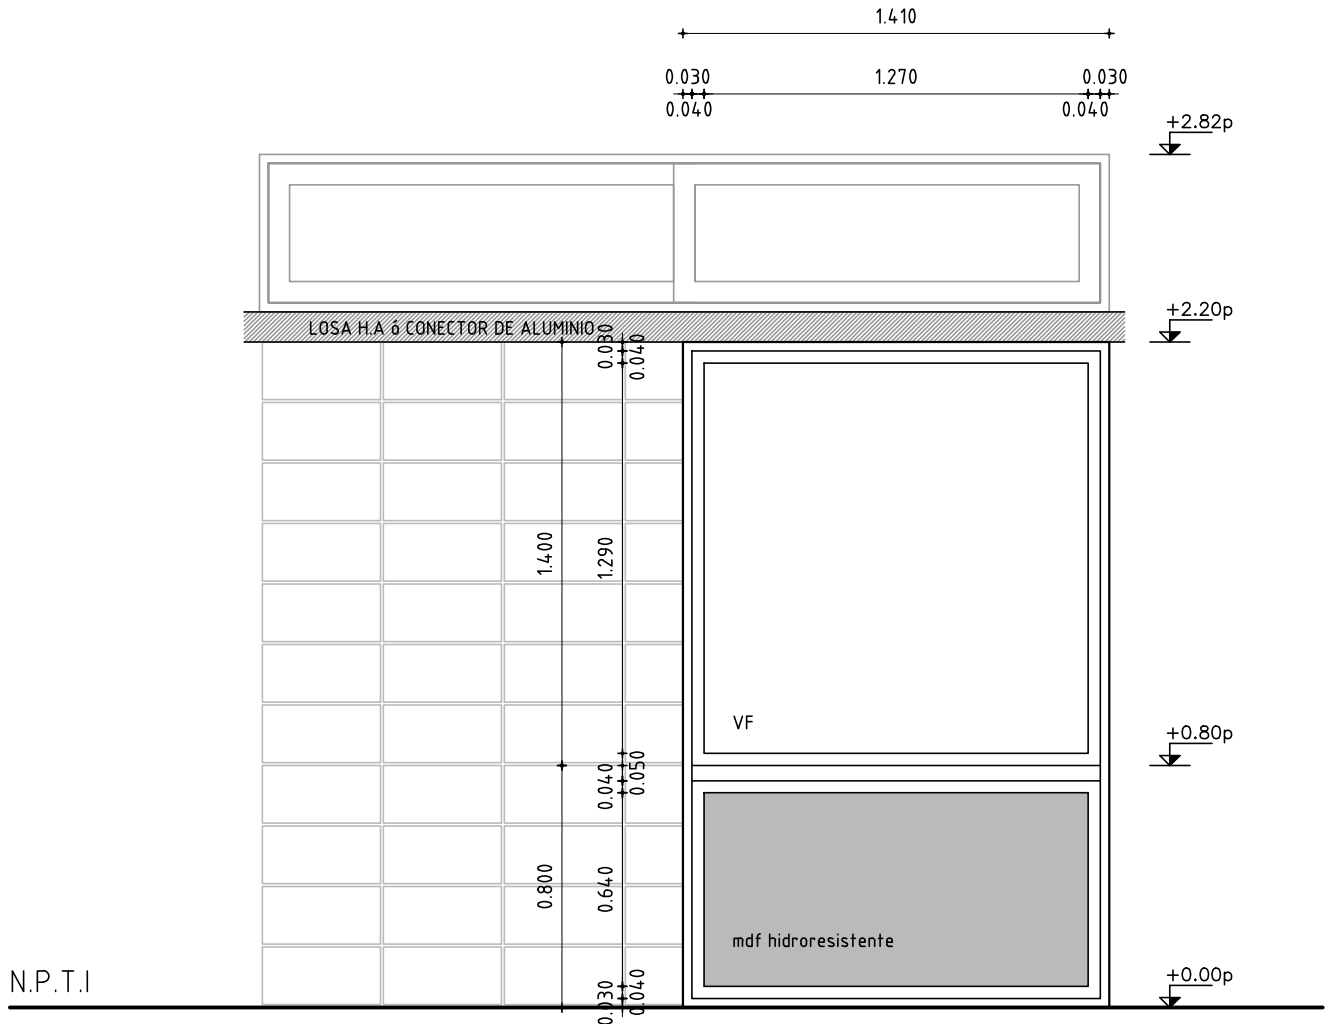 1.410
0.030
1.270
0.030
0.040
0.040
+2.82p
+2.20p
LOSA H.A ó CONECTOR DE ALUMINIO
0.030
0.040
1.400
1.290
VF
+0.80p
0.040
0.050
0.800
0.640
mdf hidroresistente
N.P.T.I
0.030
0.040
+0.00p